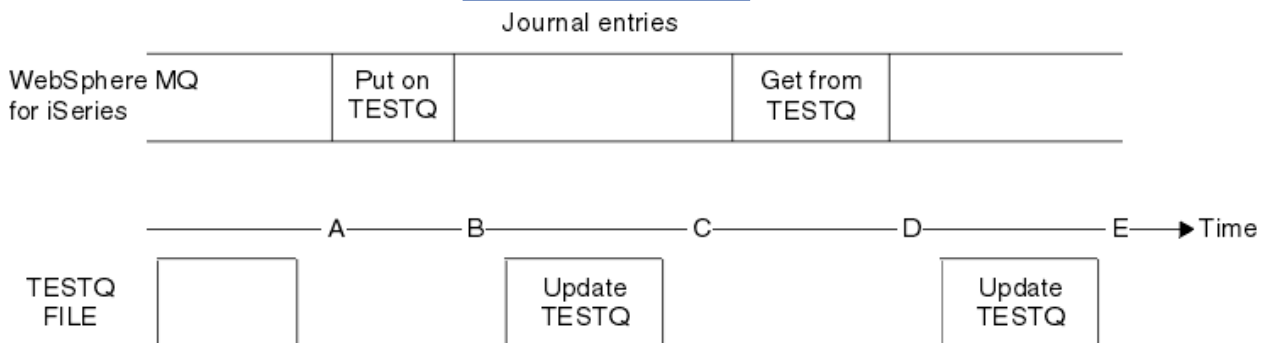 Journal entries
WebSphere MQ
for iSeries
Put on
TESTQ
Get from
TESTQ
A
B
C
D
E
Time
TESTQ
FILE
Update
TESTQ
Update
TESTQ